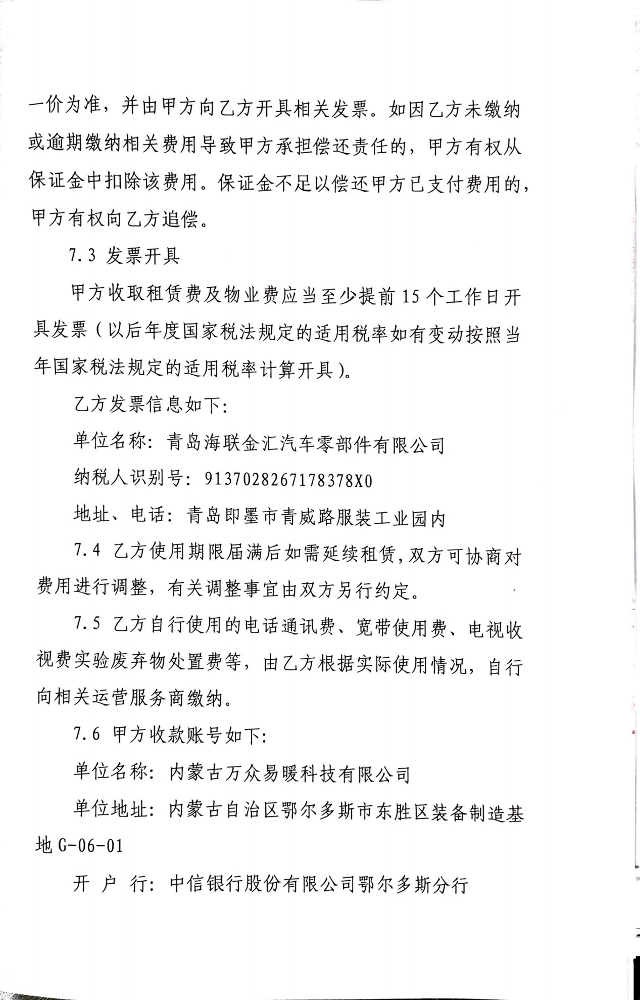 一价为准，并由甲方向乙方开具相关发票。如因乙方未缴纳
或逾期缴纳相关费用导致甲方承担偿还责任的，甲方有权从
保证金中扣除该费用。保证金不足以偿还甲方已支付费用的，
甲方有权向乙方追偿。
7.3 发票开具
甲方收取租赁费及物业费应当至少提前 15 个工作日开
具发票（以后年度国家税法规定的适用税率如有变动按照当
年国家税法规定的适用税率计算开具）。
乙方发票信息如下：
单位名称：青岛海联金汇汽车零部件有限公司
纳税人识别号：9137028267178378X0
地址、电话：青岛即墨市青威路服装工业园内
7.4 乙方使用期限届满后如需延续租赁,双方可协商对
费用进行调整，有关调整事宜由双方另行约定。
7.5 乙方自行使用的电话通讯费、宽带使用费、电视收
视费实验废弃物处置费等，由乙方根据实际使用情况，自行
向相关运营服务商缴纳。
7.6 甲方收款账号如下：
单位名称：内蒙古万众易暖科技有限公司
单位地址：内蒙古自治区鄂尔多斯市东胜区装备制造基
地 G-06-01
开 户 行：中信银行股份有限公司鄂尔多斯分行